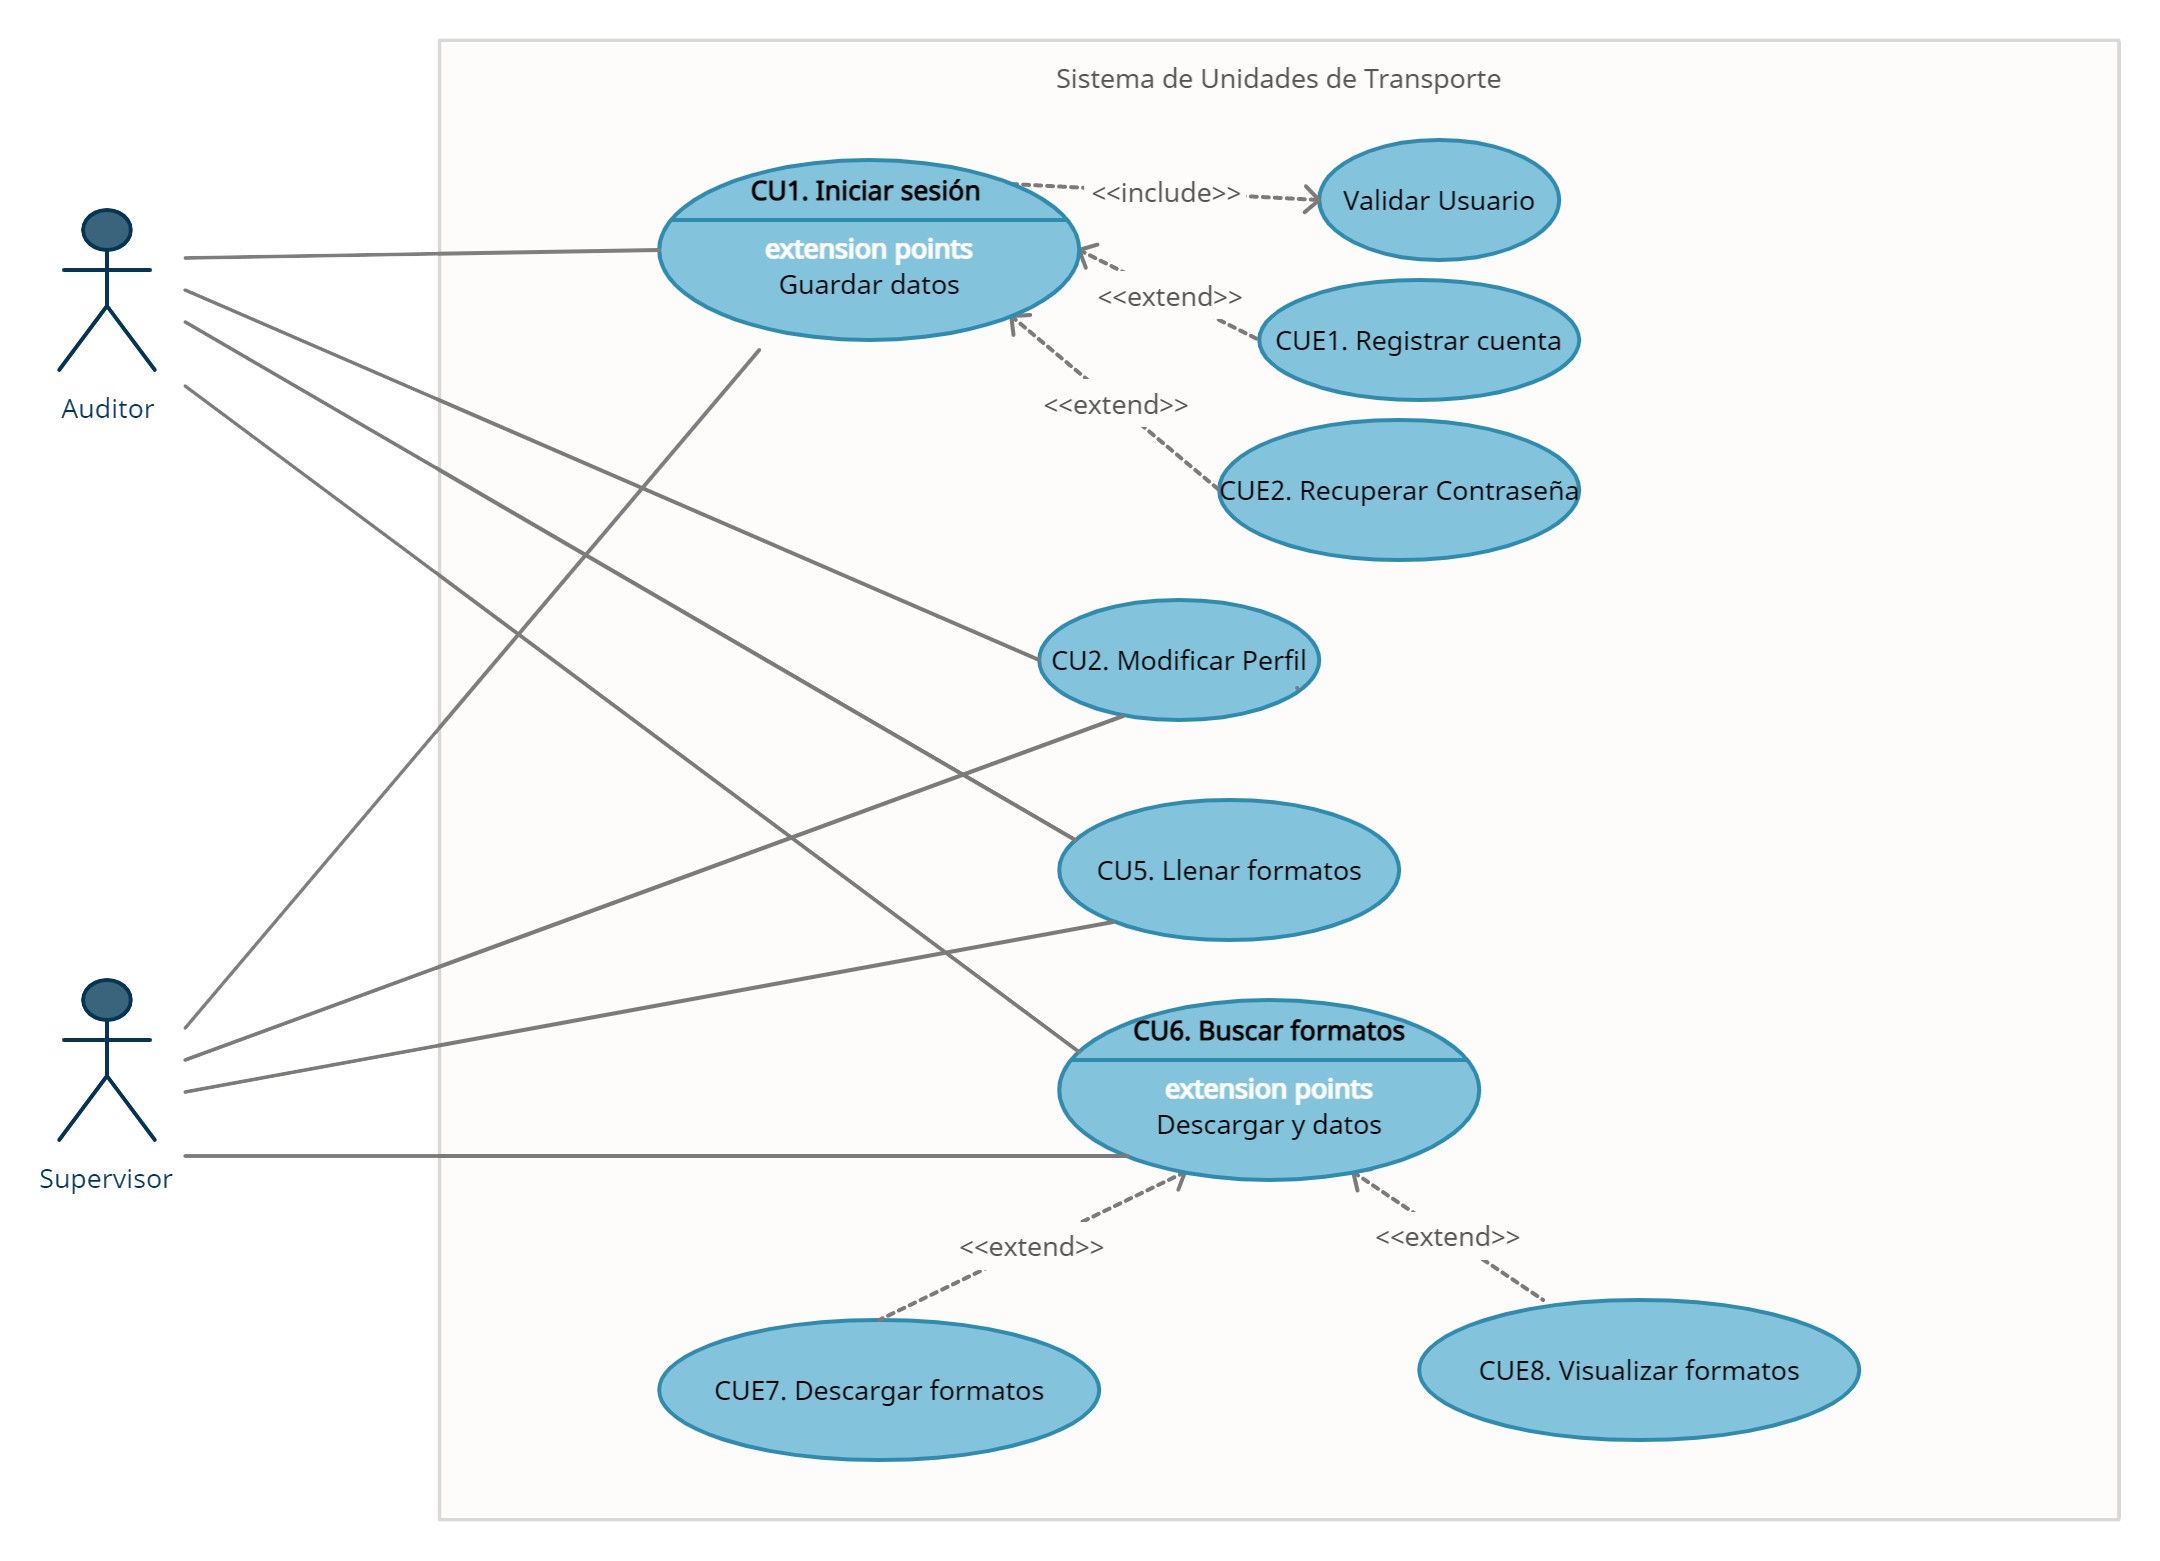 Sistema de Unidades de Transporte
CU1. Iniciar sesión
extension points
Guardar datos
<<include>>
Validar Usuario
<<extend>>
CUE1. Registrar cuenta
<<extend>>
CUE2. Recuperar Contraseña
Auditor
CU2. Modificar Perfil
CU5. Llenar formatos
CU6. Buscar formatos
extension points
Descargar y datos
Supervisor
<<extend>>
<<extend>>
CUE7. Descargar formatos
CUE8. Visualizar formatos